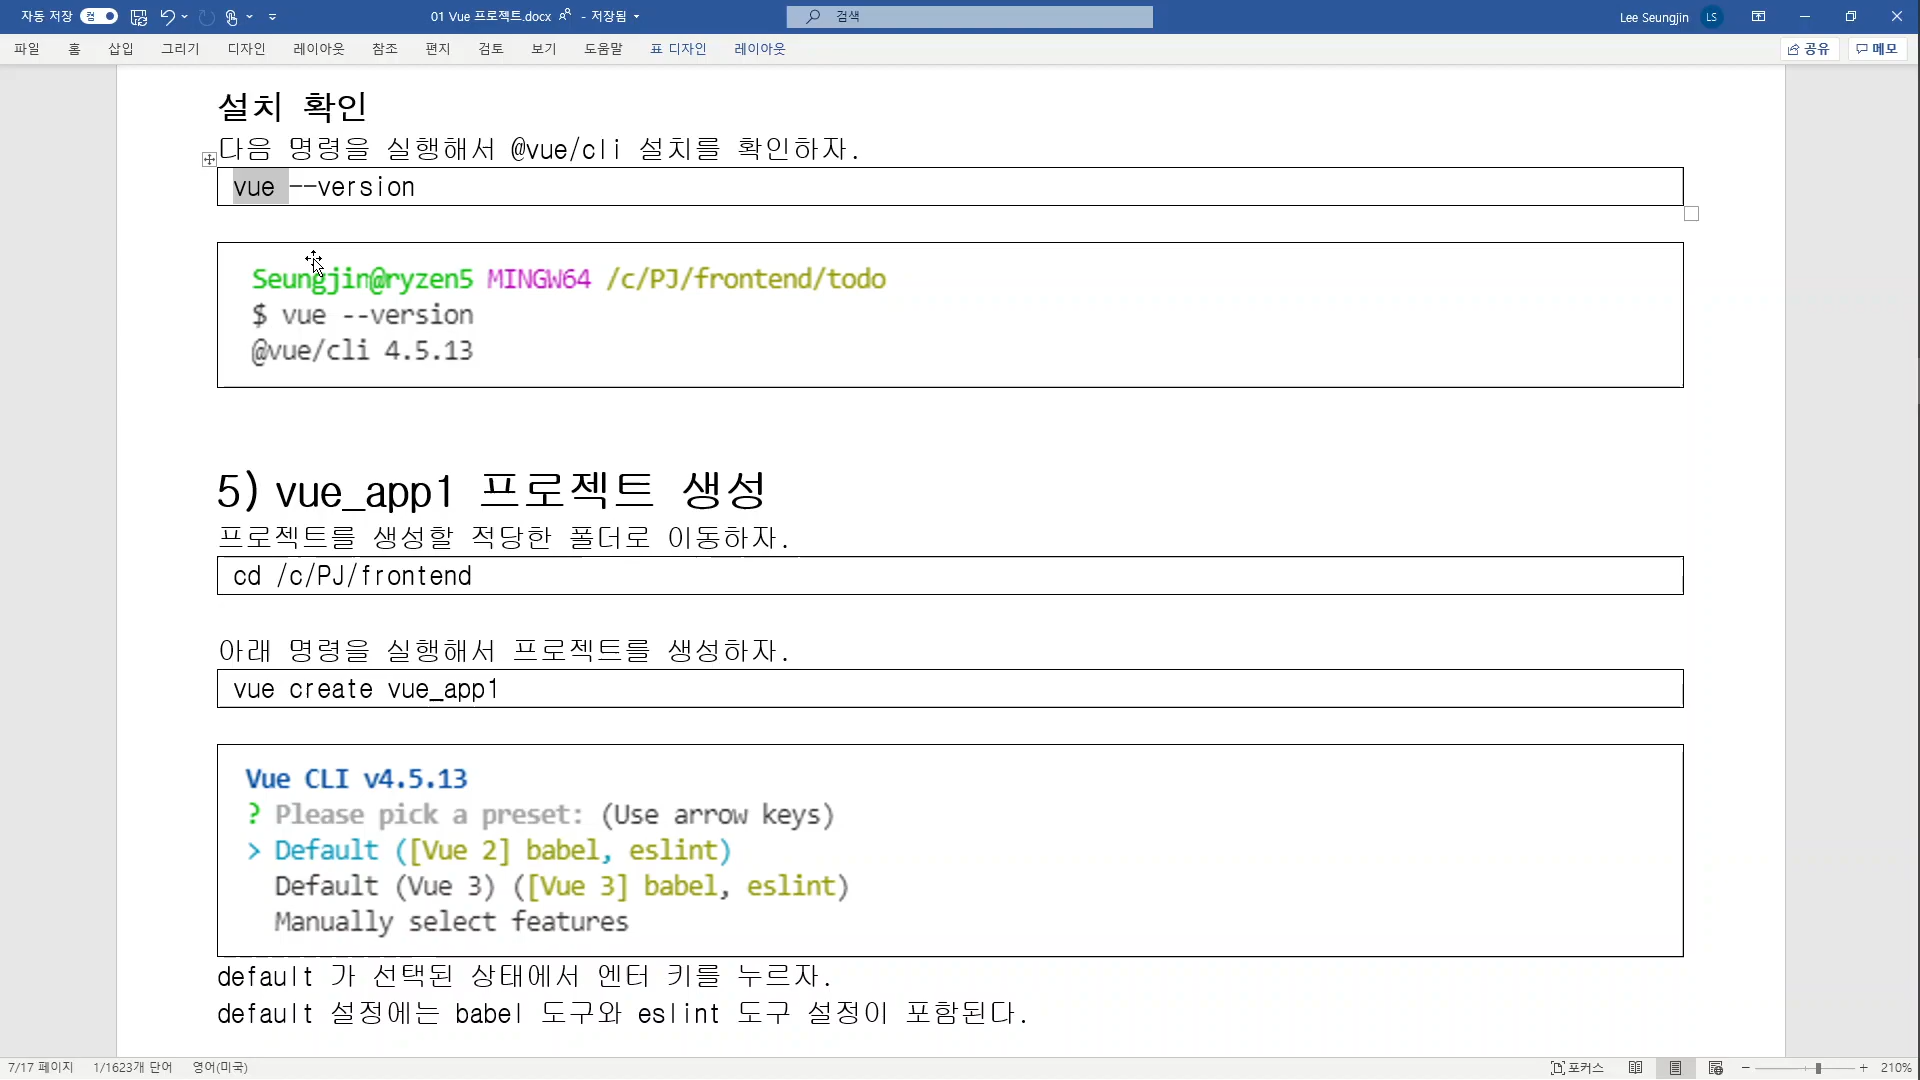 자동 저장 컴 01 Vue 프로젝트.docx - 저장됨 검색 Lee Seungjin LS
파일 홈 삽입 그리기 디자인 레이아웃 참조 편지 검토 보기 도움말 표 디자인 레이아웃 공유 메모
설치 확인
다음 명령을 실행해서 @vue/cli 설치를 확인하자.
vue --version
Seungjin@ryzen5 MINGW64 /c/PJ/frontend/todo
$ vue --version
@vue/cli 4.5.13
5) vue_app1 프로젝트 생성
프로젝트를 생성할 적당한 폴더로 이동하자.
cd /c/PJ/frontend
아래 명령을 실행해서 프로젝트를 생성하자.
vue create vue_app1
Vue CLI v4.5.13
? Please pick a preset: (Use arrow keys)
> Default ([Vue 2] babel, eslint)
Default (Vue 3) ([Vue 3] babel, eslint)
Manually select features
default 가 선택된 상태에서 엔터 키를 누르자.
default 설정에는 babel 도구와 eslint 도구 설정이 포함된다.
7/17 페이지 1/1623개 단어 영어(미국) 포커스 210%